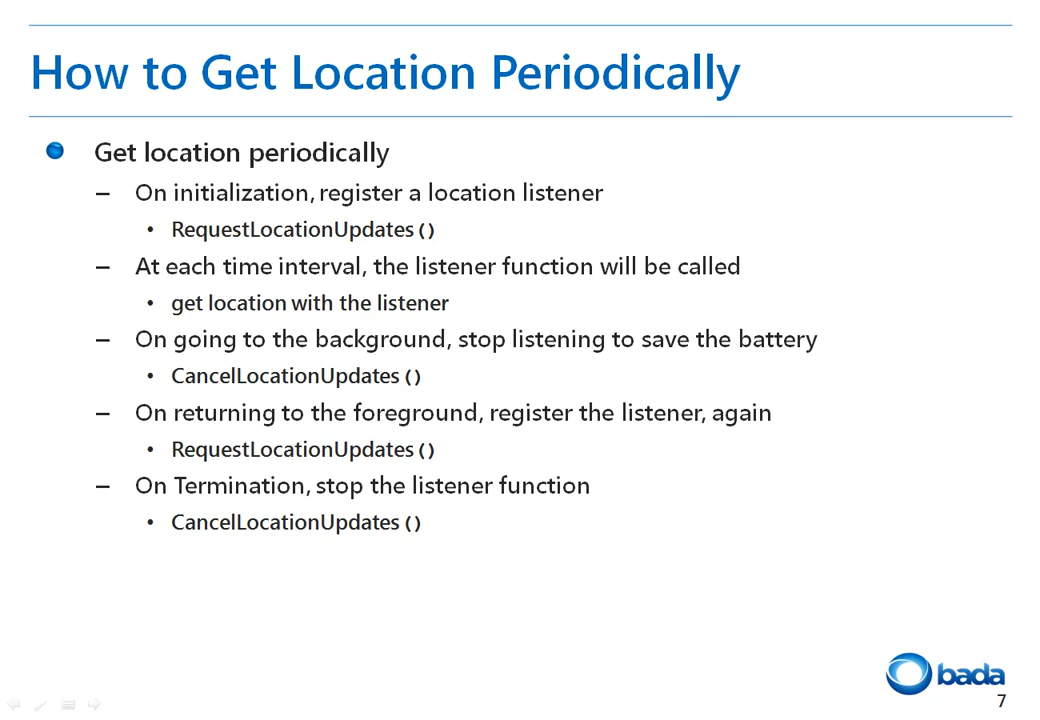 How to Get Location Periodically
Get location periodically
– On initialization, register a location listener
• RequestLocationUpdates()
– At each time interval, the listener function will be called
• get location with the listener
– On going to the background, stop listening to save the battery
• CancelLocationUpdates()
– On returning to the foreground, register the listener, again
• RequestLocationUpdates()
– On Termination, stop the listener function
• CancelLocationUpdates()
bada
7